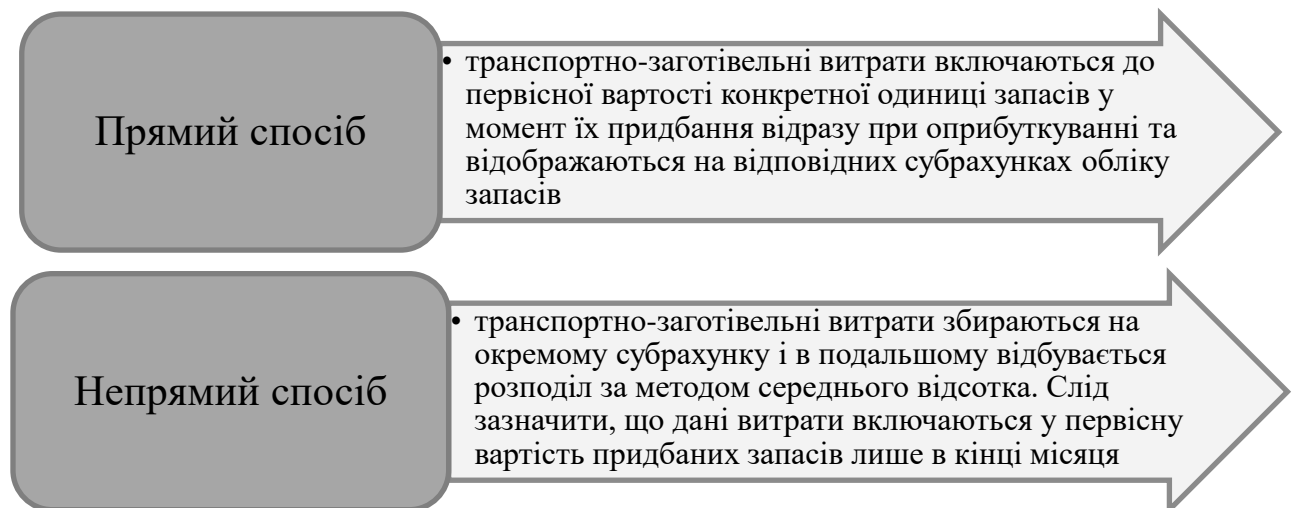 Прямий спосіб
• транспортно-заготівельні витрати включаються до
первісної вартості конкретної одиниці запасів у
момент їх придбання відразу при оприбуткуванні та
відображаються на відповідних субрахунках обліку
запасів
Непрямий спосіб
• транспортно-заготівельні витрати збираються на
окремому субрахунку і в подальшому відбувається
розподіл за методом середнього відсотка. Слід
зазначити, що дані витрати включаються у первісну
вартість придбаних запасів лише в кінці місяця